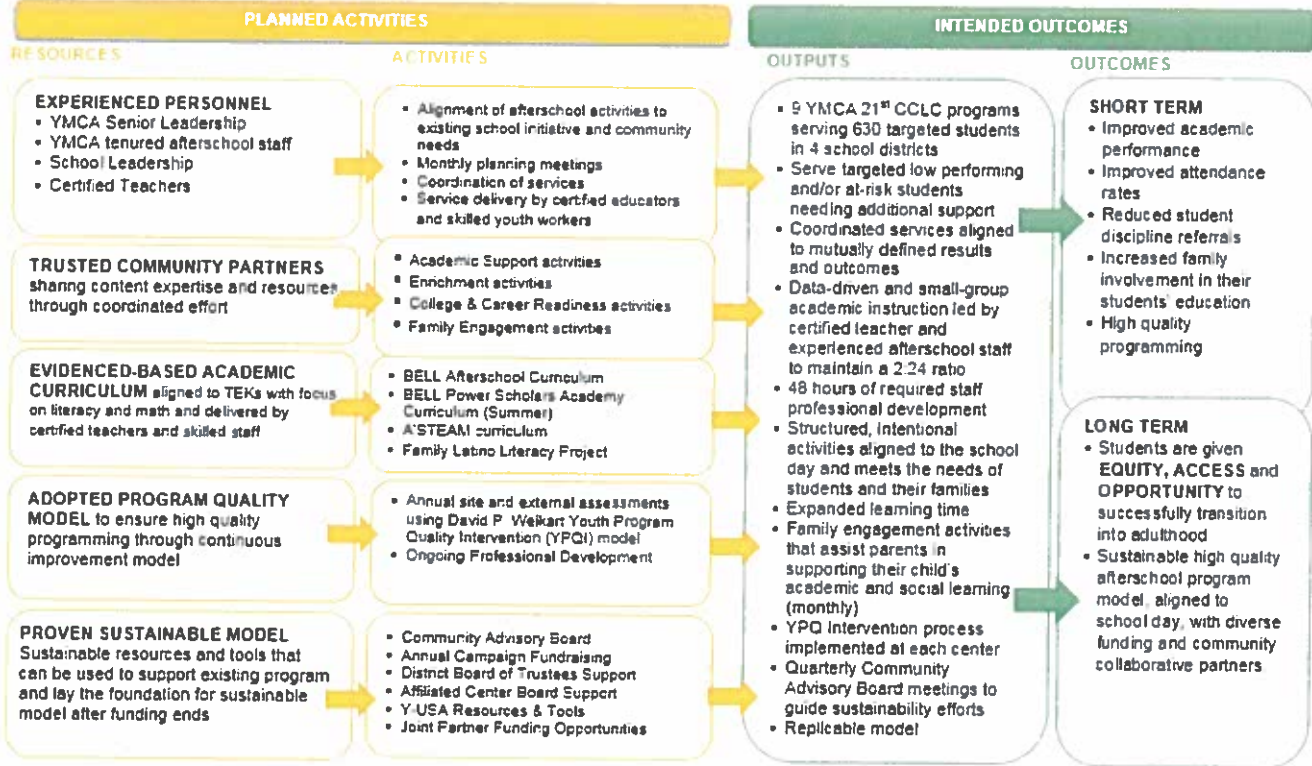 PLANNED ACTIVITIES
INTENDED OUTCOMES
RESOURCES
ACTIVITIES
OUTPUTS
OUTCOMES
EXPERIENCED PERSONNEL
• YMCA Senior Leadership
• YMCA tenured afterschool staff
• School Leadership
• Certified Teachers
• Alignment of afterschool activities to
existing school initiative and community
needs
• Monthly planning meetings
• Coordination of services
• Service delivery by certified educators
and skilled youth workers
TRUSTED COMMUNITY PARTNERS
sharing content expertise and resources
through coordinated effort
• Academic Support activities
• Enrichment activities
• College & Career Readiness activities
• Family Engagement activities
EVIDENCED-BASED ACADEMIC
CURRICULUM aligned to TEKs with focus
on literacy and math and delivered by
certified teachers and skilled staff
• BELL Afterschool Curriculum
• BELL Power Scholars Academy
Curriculum (Summer)
• A'STEAM curriculum
• Family Latino Literacy Project
ADOPTED PROGRAM QUALITY
MODEL to ensure high quality
programming through continuous
improvement model
• Annual site and external assessments
using David P. Weikart Youth Program
Quality Intervention (YPQI) model
• Ongoing Professional Development
PROVEN SUSTAINABLE MODEL
Sustainable resources and tools that
can be used to support existing program
and lay the foundation for sustainable
model after funding ends
• Community Advisory Board
• Annual Campaign Fundraising
• District Board of Trustees Support
• Affiliated Center Board Support
• Y-USA Resources & Tools
• Joint Partner Funding Opportunities
• 9 YMCA 21st CCLC programs
serving 630 targeted students
in 4 school districts
• Serve targeted low performing
and/or at-risk students
needing additional support
• Coordinated services aligned
to mutually defined results
and outcomes
• Data-driven and small-group
academic instruction led by
certified teacher and
experienced afterschool staff
to maintain a 2:24 ratio
• 48 hours of required staff
professional development
• Structured, Intentional
activities aligned to the school
day and meets the needs of
students and their families
• Expanded learning time
• Family engagement activities
that assist parents in
supporting their child's
academic and social learning
(monthly)
• YPQ Intervention process
implemented at each center
• Quarterly Community
Advisory Board meetings to
guide sustainability efforts
• Replicable model
SHORT TERM
• Improved academic
performance
• Improved attendance
rates
• Reduced student
discipline referrals
• Increased family
involvement in their
students' education
• High quality
programming
LONG TERM
• Students are given
EQUITY, ACCESS and
OPPORTUNITY to
successfully transition
into adulthood
• Sustainable high quality
afterschool program
model, aligned to
school day, with diverse
funding and community
collaborative partners